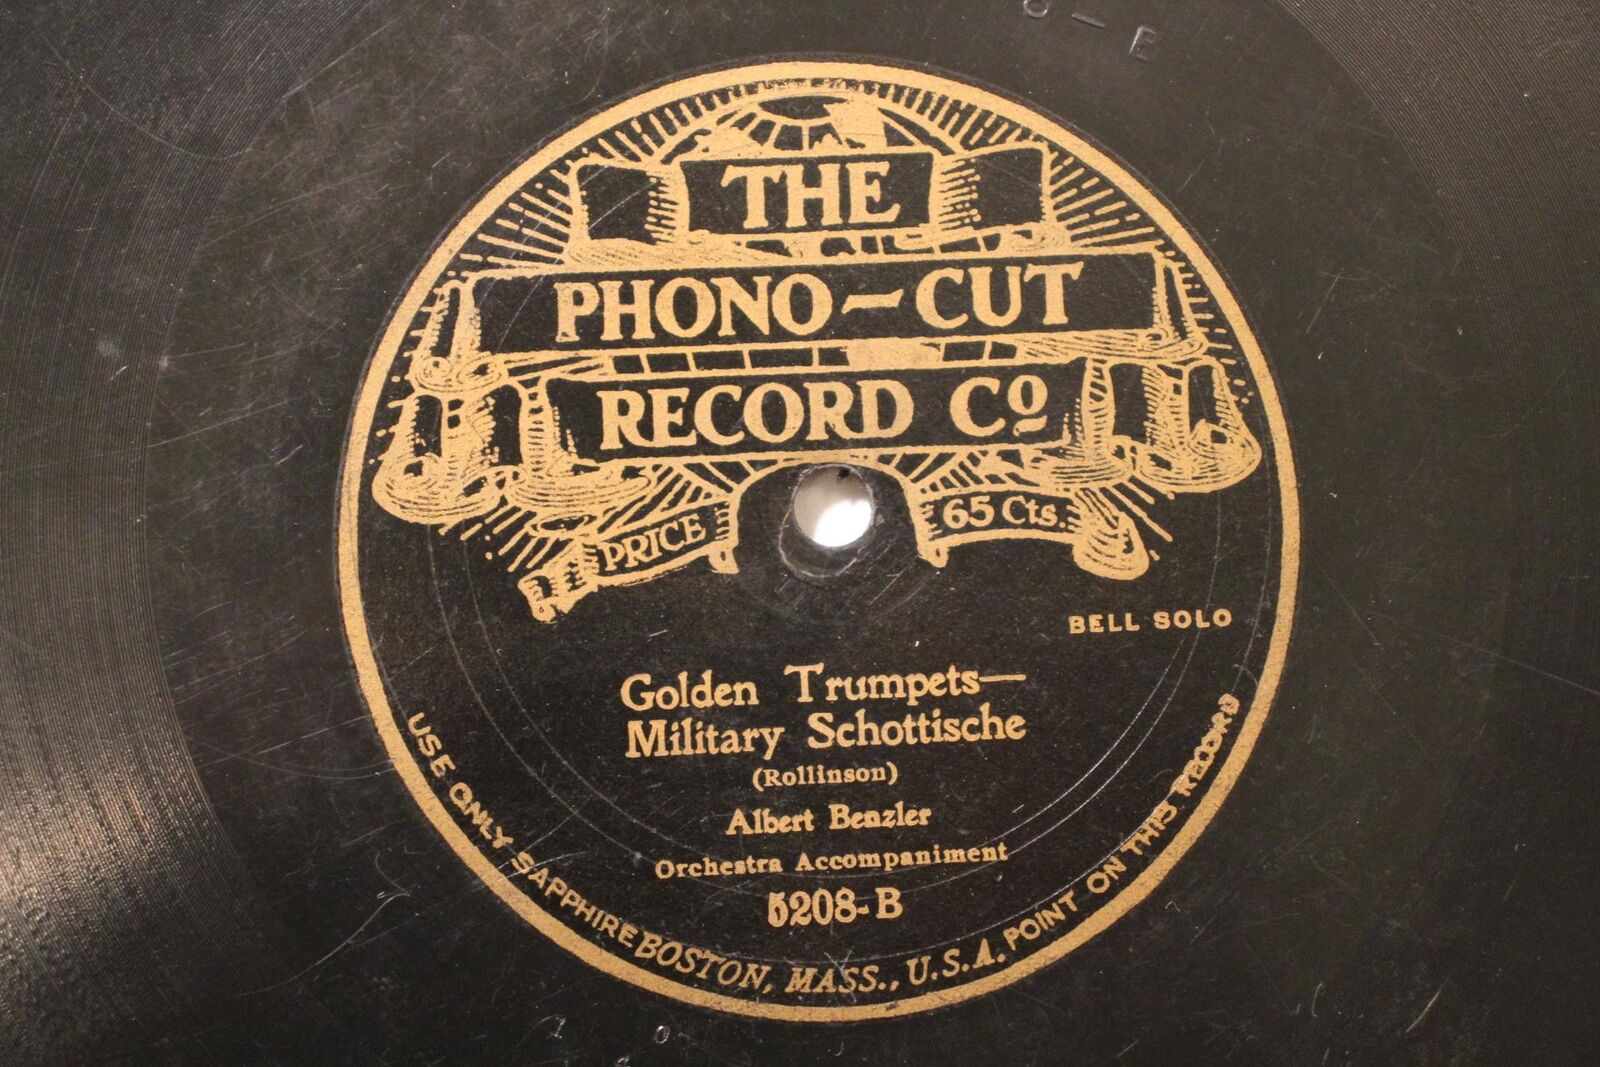 THE
PHONO-CUT
RECORD Cº
PRICE 65 Cts.
BELL SOLO
Golden Trumpets—
Military Schottische
(Rollinson)
Albert Benzler
Orchestra Accompaniment
5208-B
USE ONLY SAPPHIRE POINT ON THIS RECORD
BOSTON, MASS., U.S.A.